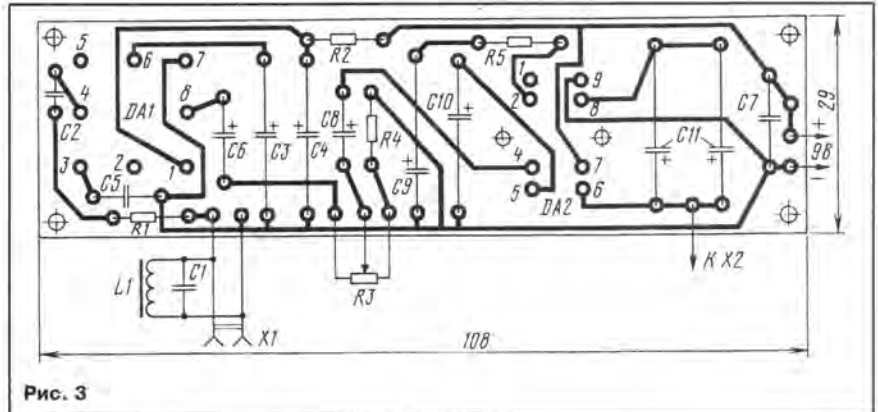 5
6
7
R2
R5
1
2
9
8
C7
29
C2
4
DA1
8
C6
C3
C4
C8
R4
C10
C9
C11
+
9В
−
3
2
1
C5
4
5
7
6
DA2
R1
L1
C1
X1
R3
К X2
108
Рис. 3